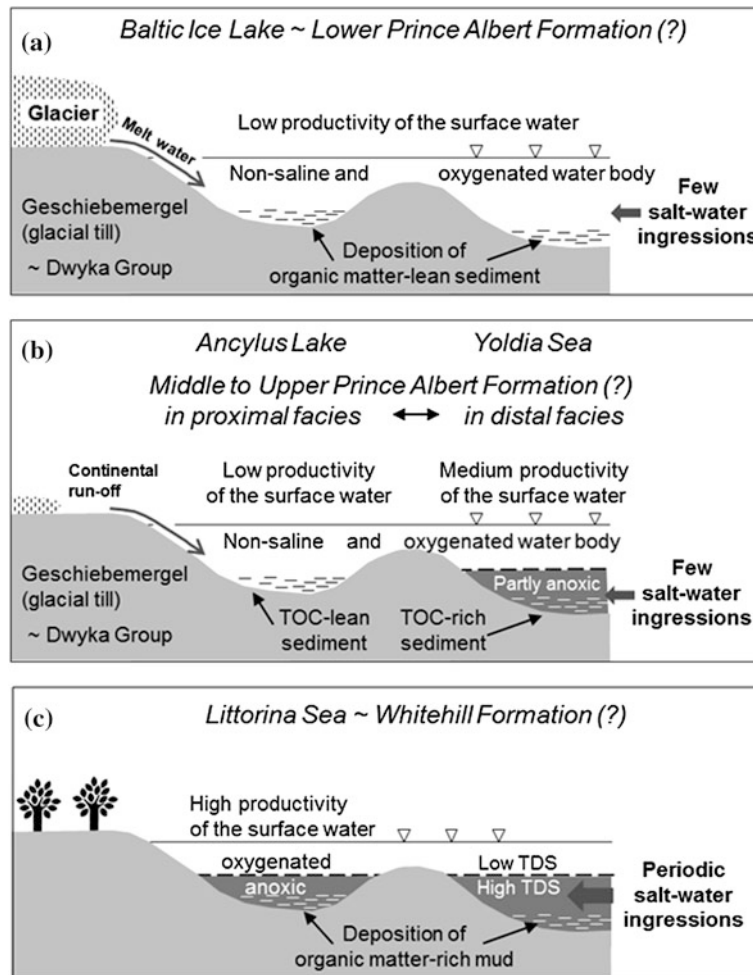 (a)
Baltic Ice Lake ~ Lower Prince Albert Formation (?)
Glacier
Melt water
Low productivity of the surface water
Non-saline and
oxygenated water body
Geschiebemergel
(glacial till)
~ Dwyka Group
Few
salt-water
ingressions
Deposition of
organic matter-lean sediment
(b)
Ancylus Lake
Yoldia Sea
Middle to Upper Prince Albert Formation (?)
in proximal facies
in distal facies
Continental
run-off
Low productivity
of the surface water
Medium productivity
of the surface water
Non-saline and oxygenated water body
Geschiebemergel
(glacial till)
~ Dwyka Group
Partly anoxic
Few
salt-water
ingressions
TOC-lean
sediment
TOC-rich
sediment
(c)
Littorina Sea ~ Whitehill Formation (?)
High productivity
of the surface water
oxygenated
Low TDS
anoxic
High TDS
Periodic
salt-water
ingressions
Deposition of
organic matter-rich mud